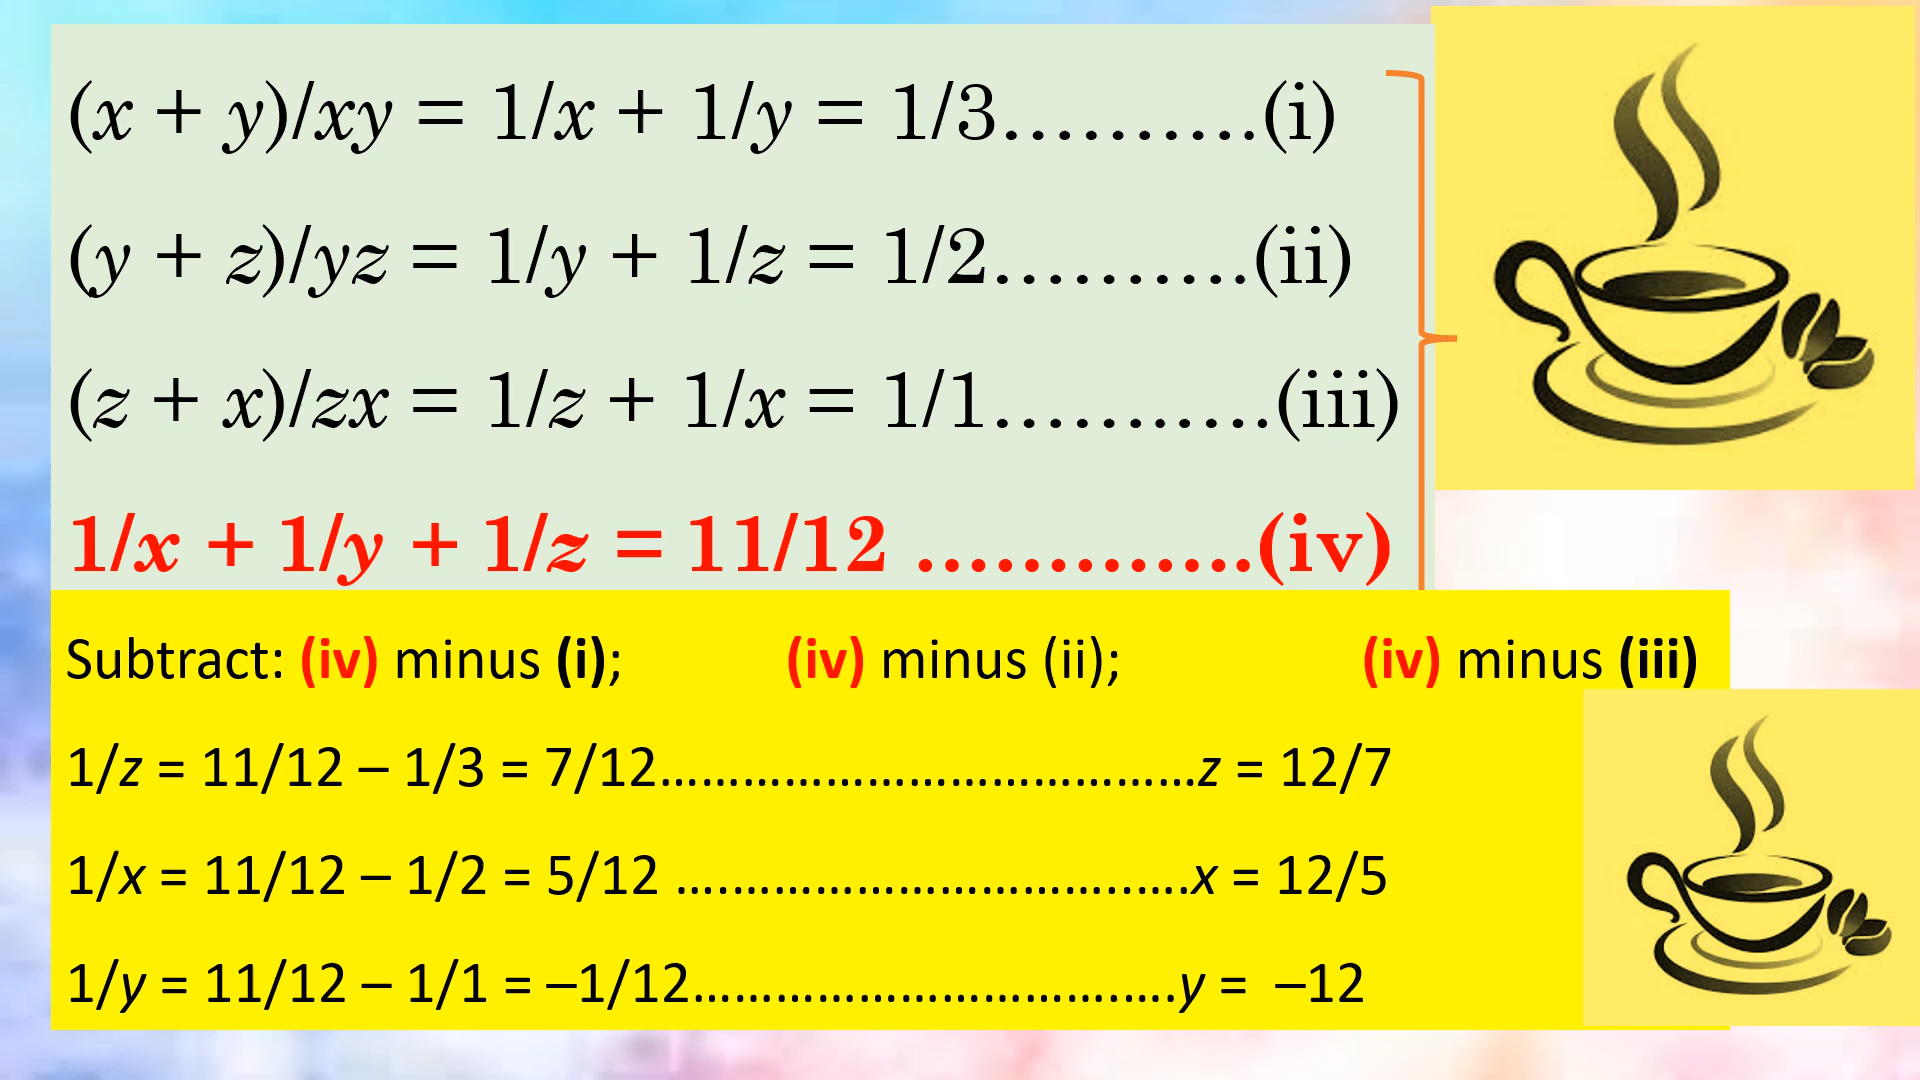 (x + y)/xy = 1/x + 1/y = 1/3..........(i)
(y + z)/yz = 1/y + 1/z = 1/2..........(ii)
(z + x)/zx = 1/z + 1/x = 1/1...........(iii)
1/x + 1/y + 1/z = 11/12 .............(iv)
Subtract: (iv) minus (i); (iv) minus (ii); (iv) minus (iii)
1/z = 11/12 – 1/3 = 7/12.......................................z = 12/7
1/x = 11/12 – 1/2 = 5/12 .....................................x = 12/5
1/y = 11/12 – 1/1 = –1/12...................................y = –12